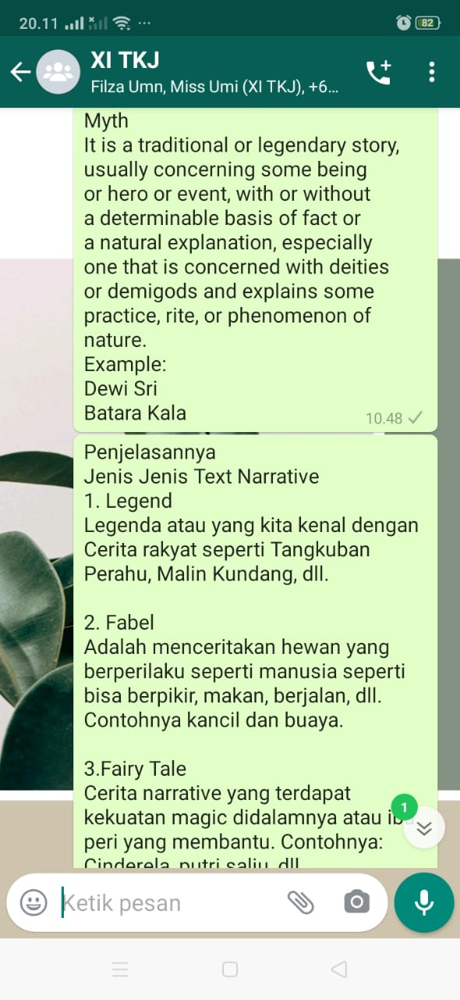 20.11
82
XI TKJ
Filza Umn, Miss Umi (XI TKJ), +6...
Myth
It is a traditional or legendary story,
usually concerning some being
or hero or event, with or without
a determinable basis of fact or
a natural explanation, especially
one that is concerned with deities
or demigods and explains some
practice, rite, or phenomenon of
nature.
Example:
Dewi Sri
Batara Kala
10.48
Penjelasannya
Jenis Jenis Text Narrative
1. Legend
Legenda atau yang kita kenal dengan
Cerita rakyat seperti Tangkuban
Perahu, Malin Kundang, dll.
2. Fabel
Adalah menceritakan hewan yang
berperilaku seperti manusia seperti
bisa berpikir, makan, berjalan, dll.
Contohnya kancil dan buaya.
3.Fairy Tale
Cerita narrative yang terdapat
1
kekuatan magic didalamnya atau ibu
peri yang membantu. Contohnya:
Cinderela, putri salju, dll
Ketik pesan